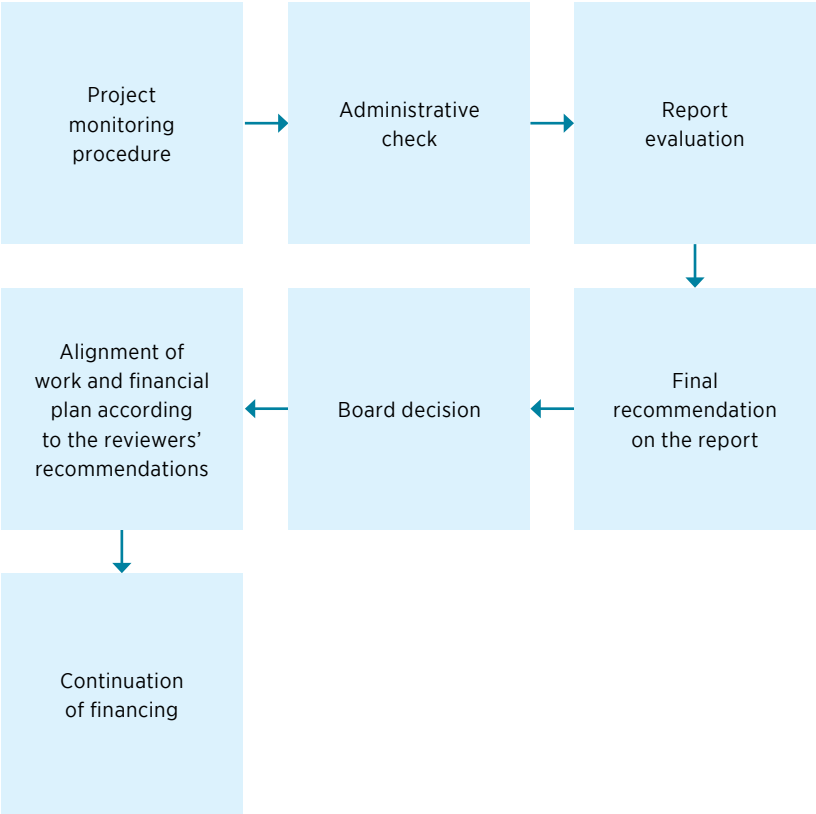 Project
monitoring
procedure
Administrative
check
Report
evaluation
Final
recommendation
on the report
Board decision
Alignment of
work and financial
plan according
to the reviewers’
recommendations
Continuation
of financing